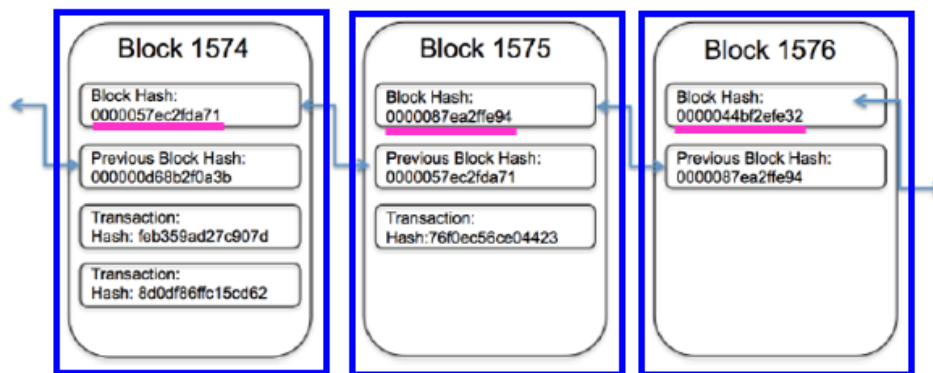 Block 1574
Block Hash:
0000057ec2fda71
Previous Block Hash:
000000d68b2f0a3b
Transaction:
Hash: feb359ad27c907d
Transaction:
Hash: 8d0df86ffc15cd62
Block 1575
Block Hash:
0000087ea2ffe94
Previous Block Hash:
0000057ec2fda71
Transaction:
Hash:76f0ec56ce04423
Block 1576
Block Hash:
0000044bf2efe32
Previous Block Hash:
0000087ea2ffe94